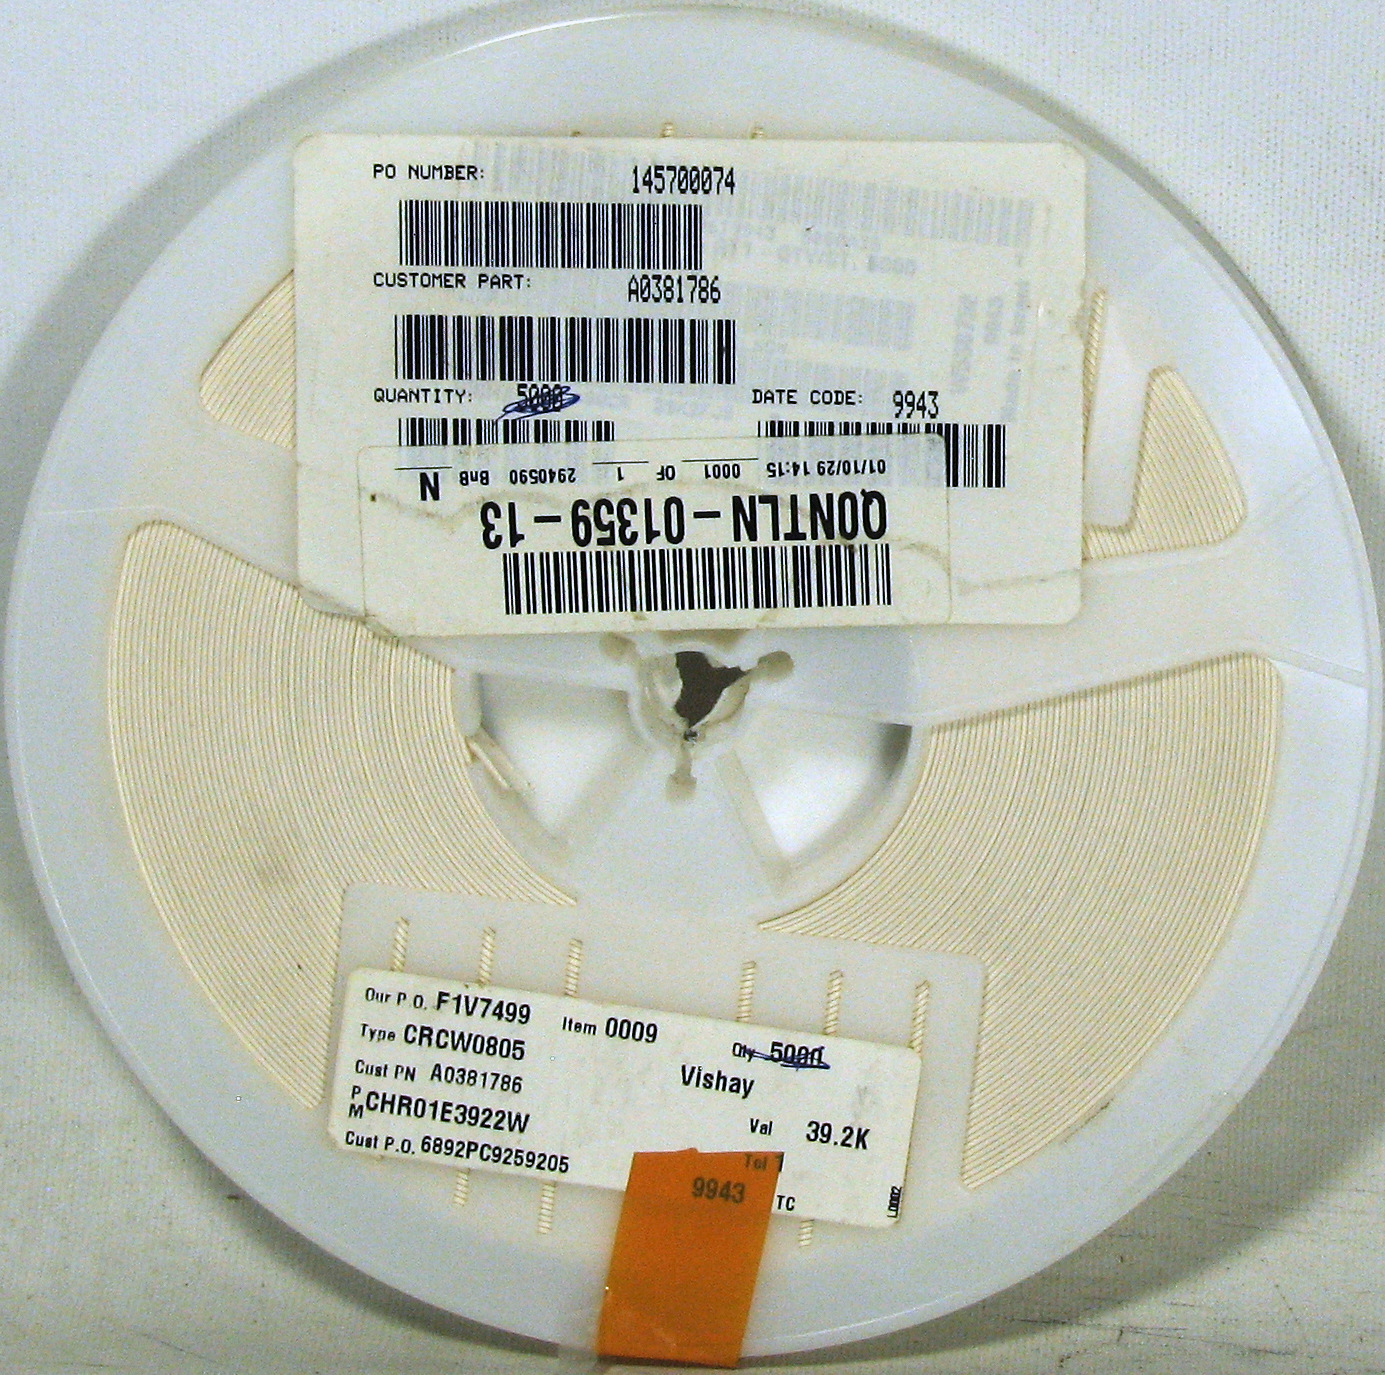 PO NUMBER: 145700074
CUSTOMER PART: A0381786
QUANTITY: 5000
DATE CODE: 9943
Q0NTLN-01359-13
01/10/29 14:15 0001 OF 1 2940590 BnB N
Our P.O. F1V7499 Item 0009 Qty 5000
Type CRCW0805 Vishay
Cust PN A0381786
PM CHR01E3922W Val 39.2K
Cust P.O. 6892PC9259205 Tol 1
9943 TC
L0002